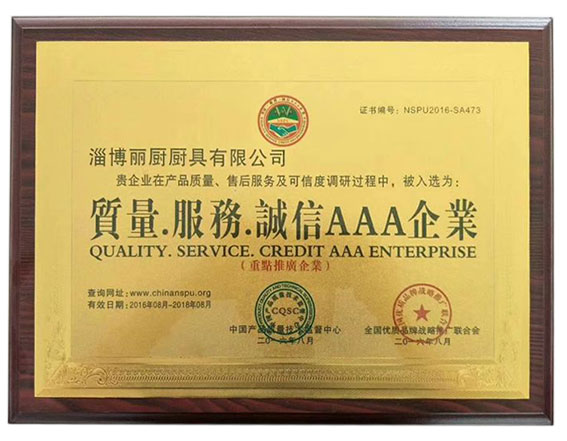 证书编号：NSPU2016-SA473
淄博丽厨厨具有限公司
贵企业在产品质量、售后服务及可信度调研过程中，被入选为：
質量.服務.誠信AAA企業
QUALITY. SERVICE. CREDIT AAA ENTERPRISE
（重點推廣企業）
查询网址：www.chinanspu.org
有效日期：2016年08月-2018年08月
CQSC
中国产品质量技术监督中心
二〇一六年八月
全国优质品牌战略推广联合会
二〇一六年八月